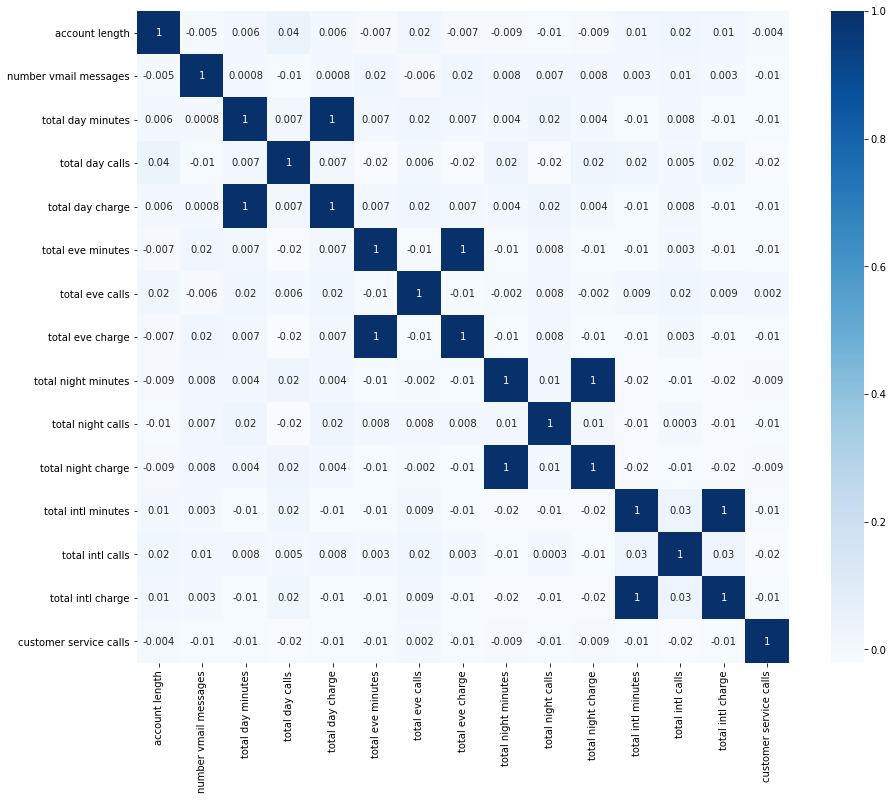 account length 1 -0.005 0.006 0.04 0.006 -0.007 0.02 -0.007 -0.009 -0.01 -0.009 0.01 0.02 0.01 -0.004
number vmail messages -0.005 1 0.0008 -0.01 0.0008 0.02 -0.006 0.02 0.008 0.007 0.008 0.003 0.01 0.003 -0.01
total day minutes 0.006 0.0008 1 0.007 1 0.007 0.02 0.007 0.004 0.02 0.004 -0.01 0.008 -0.01 -0.01
total day calls 0.04 -0.01 0.007 1 0.007 -0.02 0.006 -0.02 0.02 -0.02 0.02 0.02 0.005 0.02 -0.02
total day charge 0.006 0.0008 1 0.007 1 0.007 0.02 0.007 0.004 0.02 0.004 -0.01 0.008 -0.01 -0.01
total eve minutes -0.007 0.02 0.007 -0.02 0.007 1 -0.01 1 -0.01 0.008 -0.01 -0.01 0.003 -0.01 -0.01
total eve calls 0.02 -0.006 0.02 0.006 0.02 -0.01 1 -0.01 -0.002 0.008 -0.002 0.009 0.02 0.009 0.002
total eve charge -0.007 0.02 0.007 -0.02 0.007 1 -0.01 1 -0.01 0.008 -0.01 -0.01 0.003 -0.01 -0.01
total night minutes -0.009 0.008 0.004 0.02 0.004 -0.01 -0.002 -0.01 1 0.01 1 -0.02 -0.01 -0.02 -0.009
total night calls -0.01 0.007 0.02 -0.02 0.02 0.008 0.008 0.008 0.01 1 0.01 -0.01 0.0003 -0.01 -0.01
total night charge -0.009 0.008 0.004 0.02 0.004 -0.01 -0.002 -0.01 1 0.01 1 -0.02 -0.01 -0.02 -0.009
total intl minutes 0.01 0.003 -0.01 0.02 -0.01 -0.01 0.009 -0.01 -0.02 -0.01 -0.02 1 0.03 1 -0.01
total intl calls 0.02 0.01 0.008 0.005 0.008 0.003 0.02 0.003 -0.01 0.0003 -0.01 0.03 1 0.03 -0.02
total intl charge 0.01 0.003 -0.01 0.02 -0.01 -0.01 0.009 -0.01 -0.02 -0.01 -0.02 1 0.03 1 -0.01
customer service calls -0.004 -0.01 -0.01 -0.02 -0.01 -0.01 0.002 -0.01 -0.009 -0.01 -0.009 -0.01 -0.02 -0.01 1
account length
number vmail messages
total day minutes
total day calls
total day charge
total eve minutes
total eve calls
total eve charge
total night minutes
total night calls
total night charge
total intl minutes
total intl calls
total intl charge
customer service calls
1.0
0.8
0.6
0.4
0.2
0.0